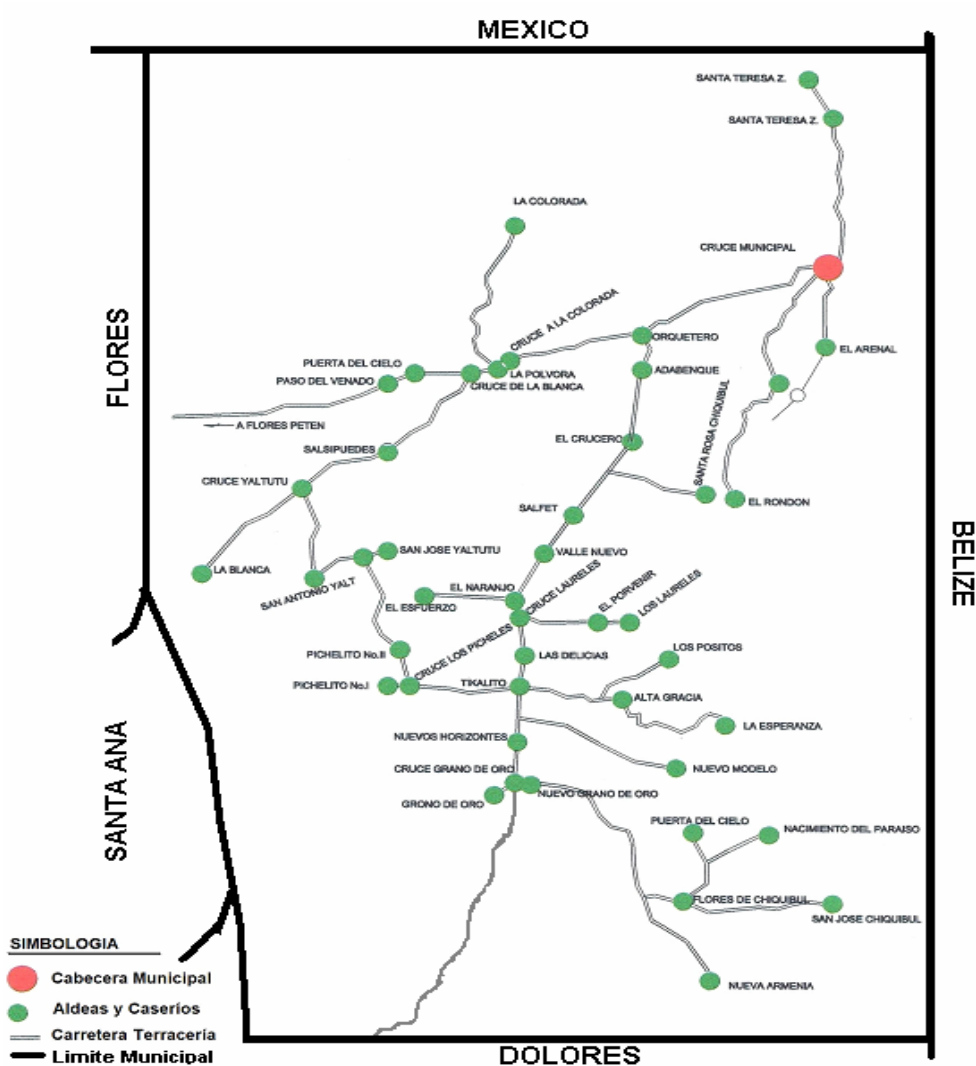 MEXICO
SANTA TERESA Z.
SANTA TERESA Z.
LA COLORADA
CRUCE MUNICIPAL
CRUCE A LA COLORADA
ORQUETERO
EL ARENAL
FLORES
PUERTA DEL CIELO
LA POLVORA
ADABENQUE
PASO DEL VENADO
CRUCE DE LA BLANCA
A FLORES PETEN
SANTA ROSA CHIQUIBUL
EL CRUCERO
SALSIPUEDES
CRUCE YALTUTU
EL RONDON
SALFET
BELIZE
SAN JOSE YALTUTU
VALLE NUEVO
LA BLANCA
SAN ANTONIO YALT
EL NARANJO
CRUCE LAURELES
EL PORVENIR
LOS LAURELES
EL ESFUERZO
PICHELITO No.II
CRUCE LOS PICHELES
LAS DELICIAS
LOS POSITOS
PICHELITO No.I
TIKALITO
ALTA GRACIA
LA ESPERANZA
NUEVOS HORIZONTES
CRUCE GRANO DE ORO
NUEVO MODELO
GRONO DE ORO
NUEVO GRANO DE ORO
SANTA ANA
PUERTA DEL CIELO
NACIMIENTO DEL PARAISO
FLORES DE CHIQUIBUL
SAN JOSE CHIQUIBUL
NUEVA ARMENIA
SIMBOLOGIA
Cabecera Municipal
Aldeas y Caseríos
Carretera Terracería
Limite Municipal
DOLORES